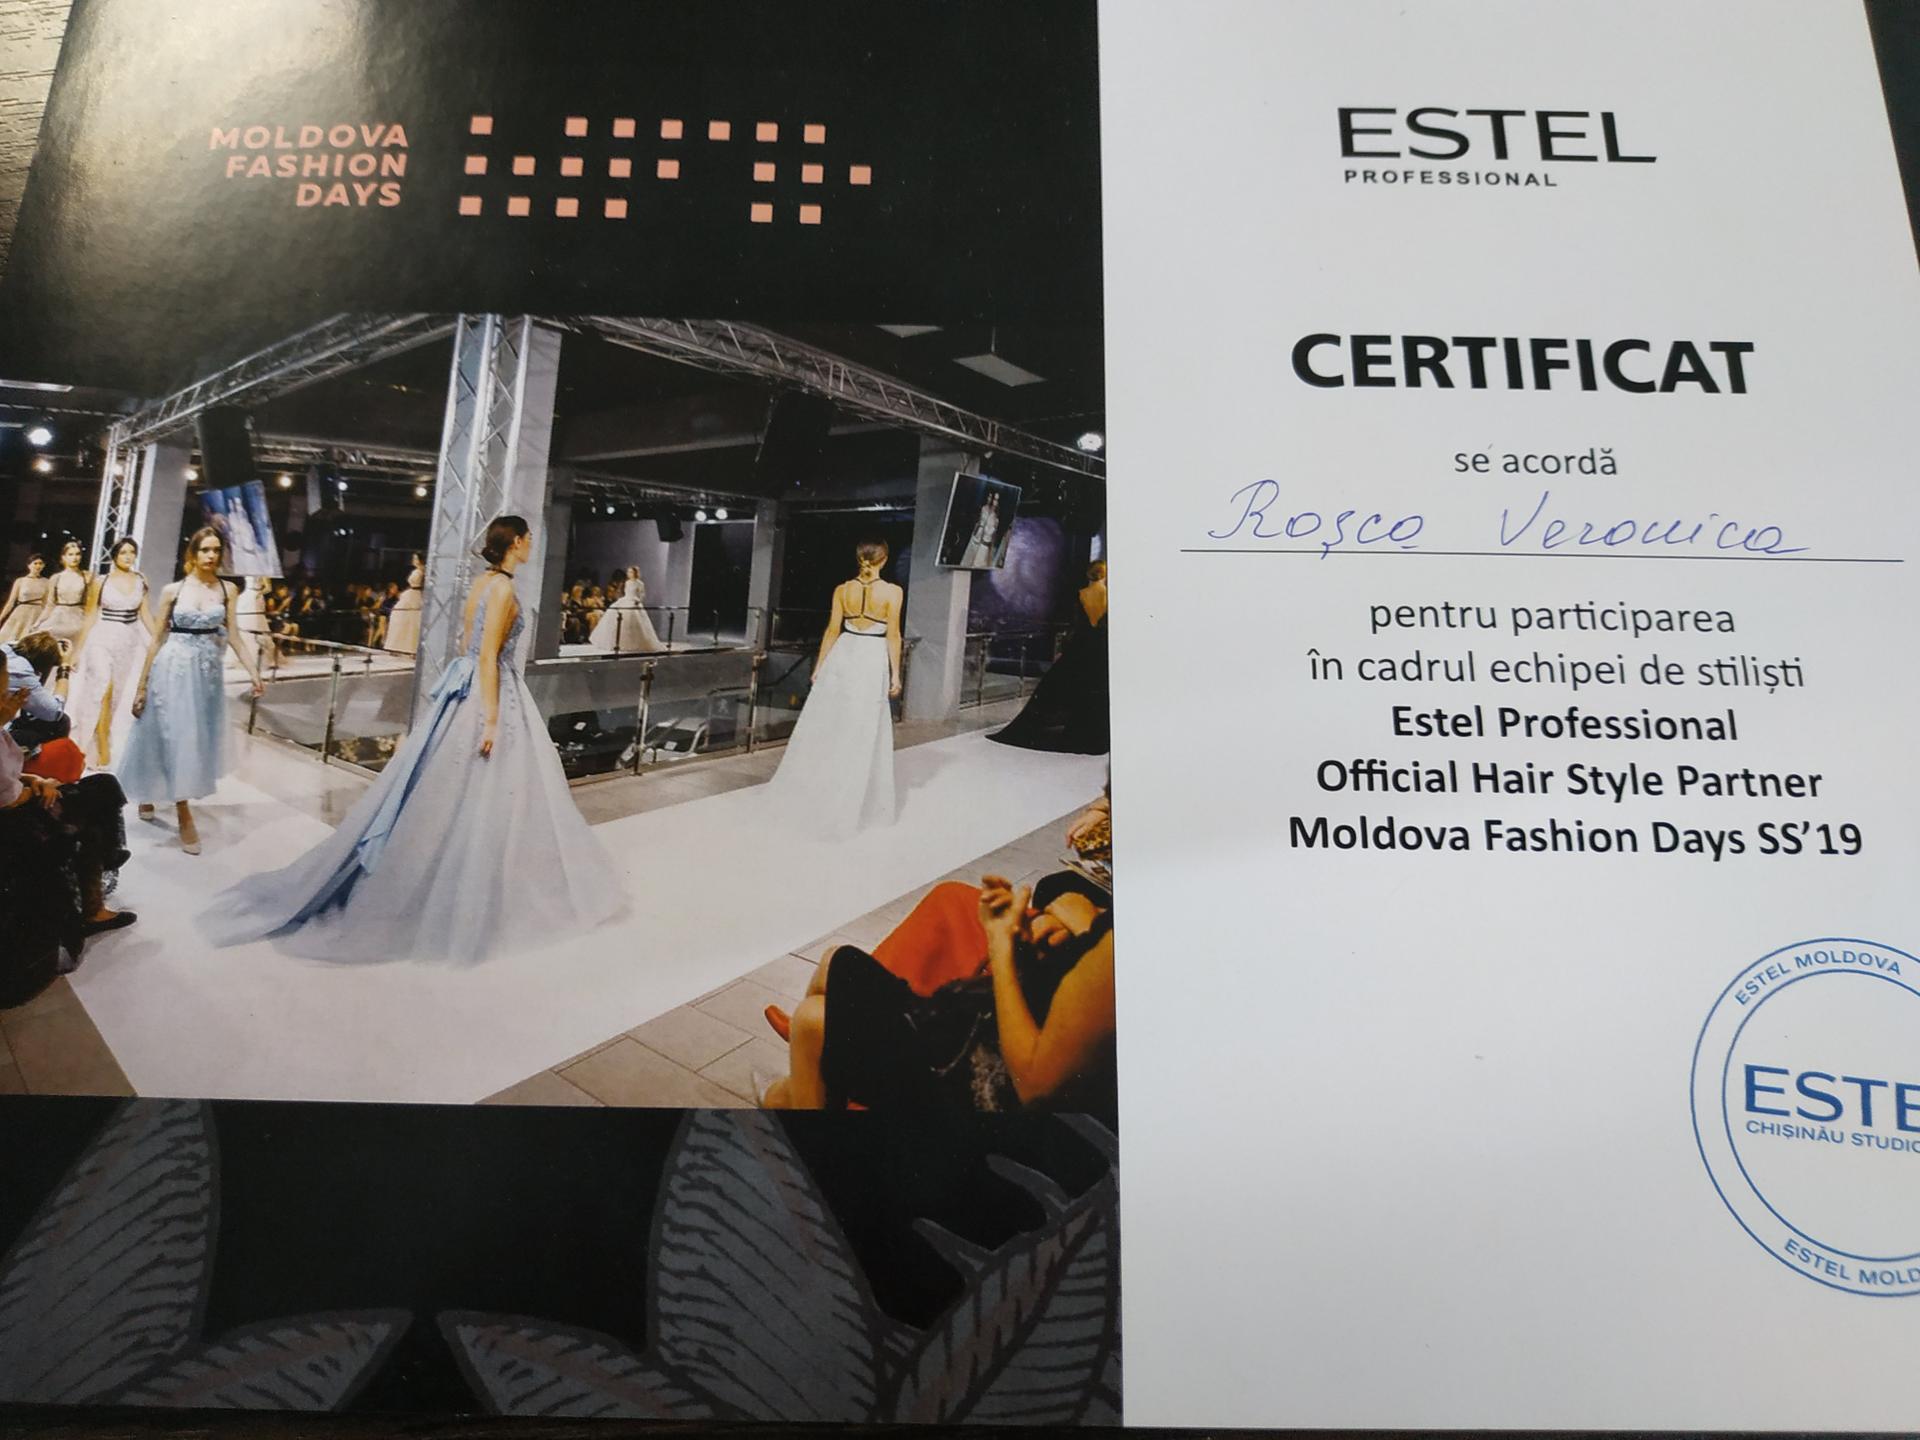 MOLDOVA
FASHION
DAYS
ESTEL
PROFESSIONAL
CERTIFICAT
se acordă
Roșca Veronica
pentru participarea
în cadrul echipei de stiliști
Estel Professional
Official Hair Style Partner
Moldova Fashion Days SS’19
ESTEL MOLDOVA
ESTE
CHIȘINĂU STUDIO
ESTEL MOLD